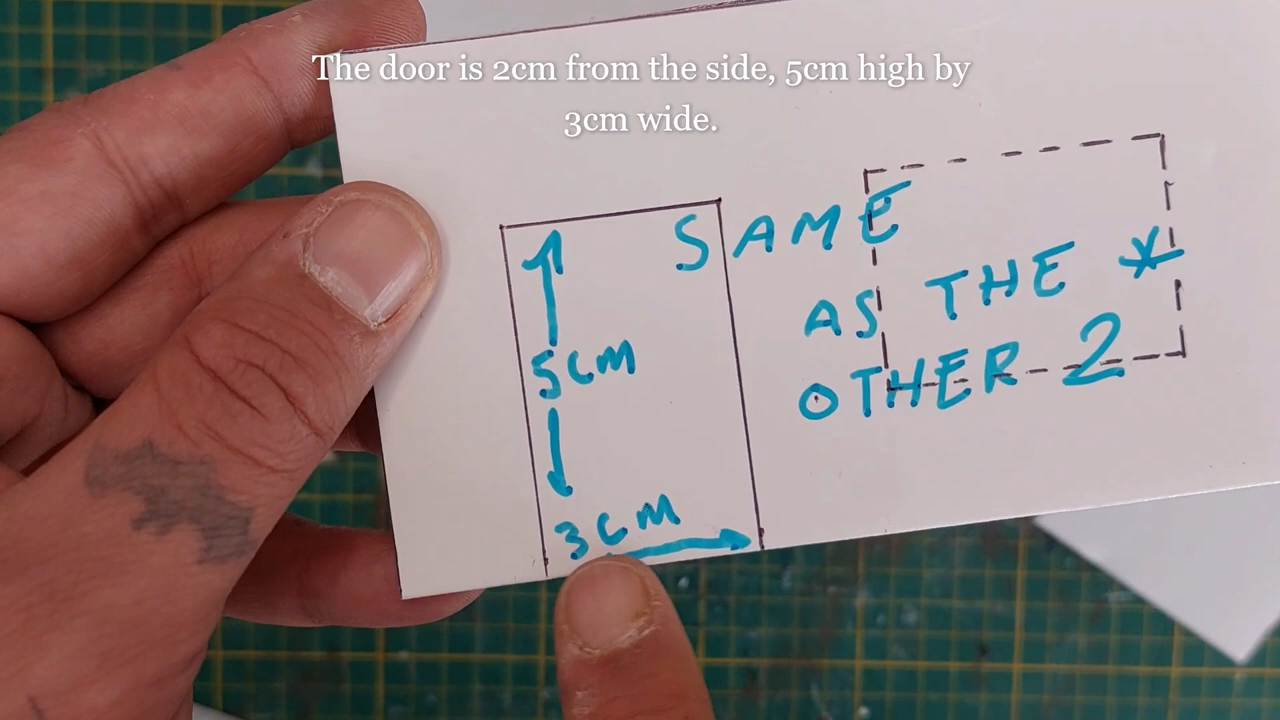 The door is 2cm from the side, 5cm high by
3cm wide.
5cm
3cm
SAME
AS THE *
OTHER 2